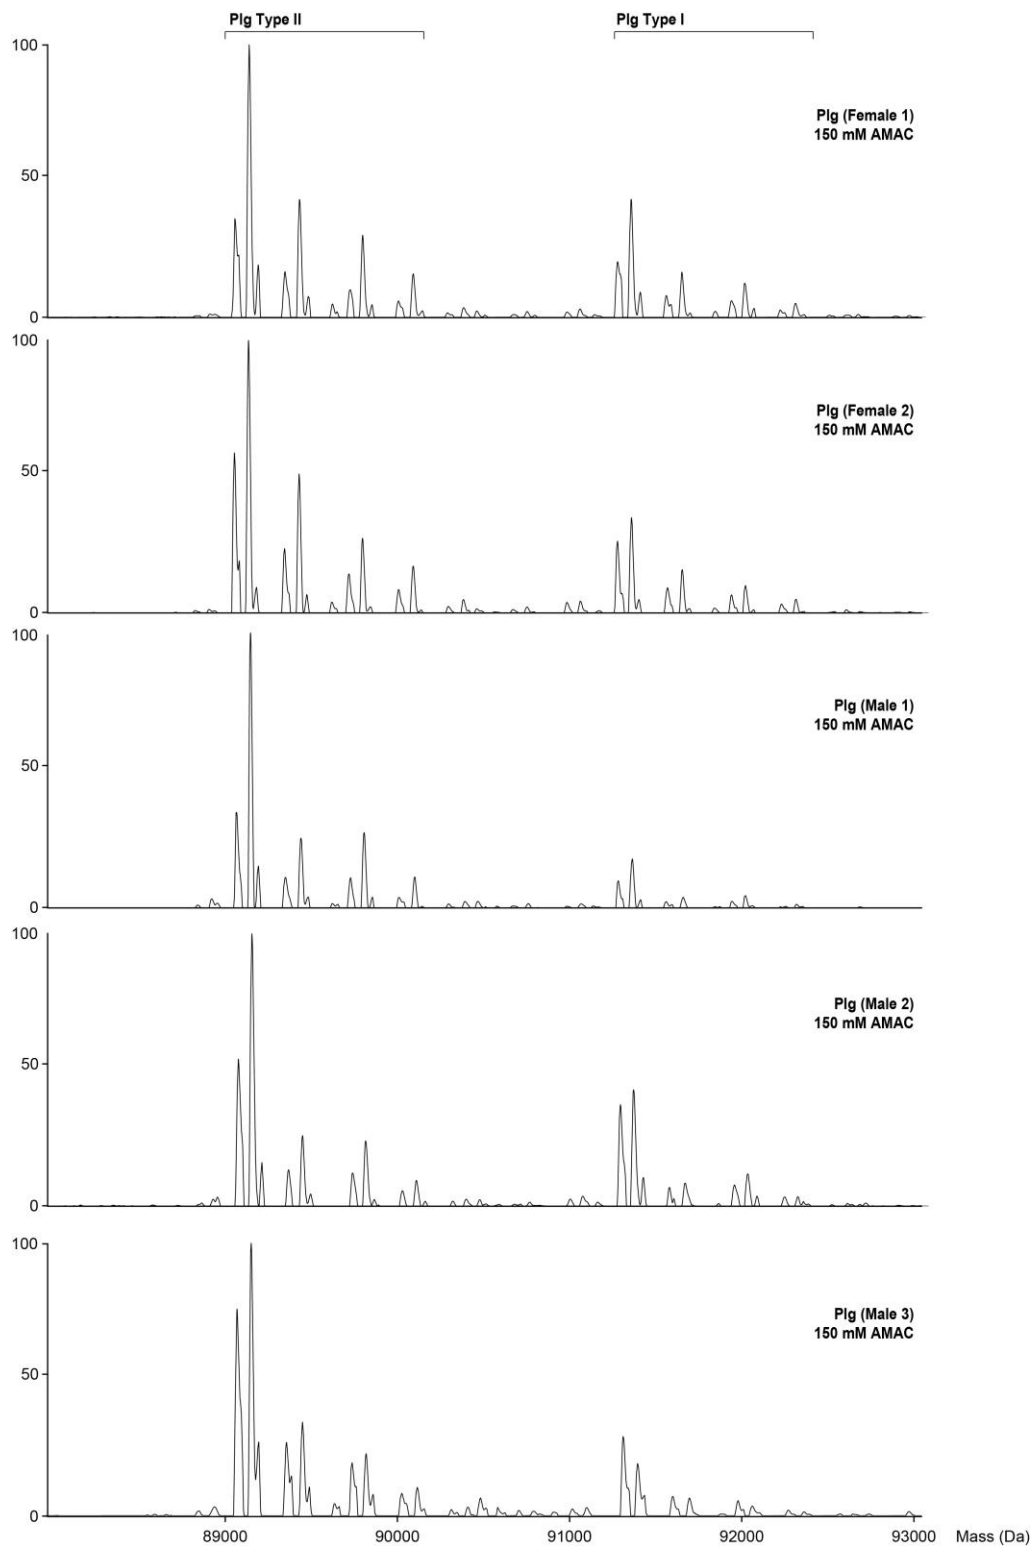 Plg Type II Plg Type I
100
Plg (Female 1)
150 mM AMAC
50
0
100
Plg (Female 2)
150 mM AMAC
50
0
100
Plg (Male 1)
150 mM AMAC
50
0
100
Plg (Male 2)
150 mM AMAC
50
0
100
Plg (Male 3)
150 mM AMAC
50
0
89000 90000 91000 92000 93000 Mass (Da)